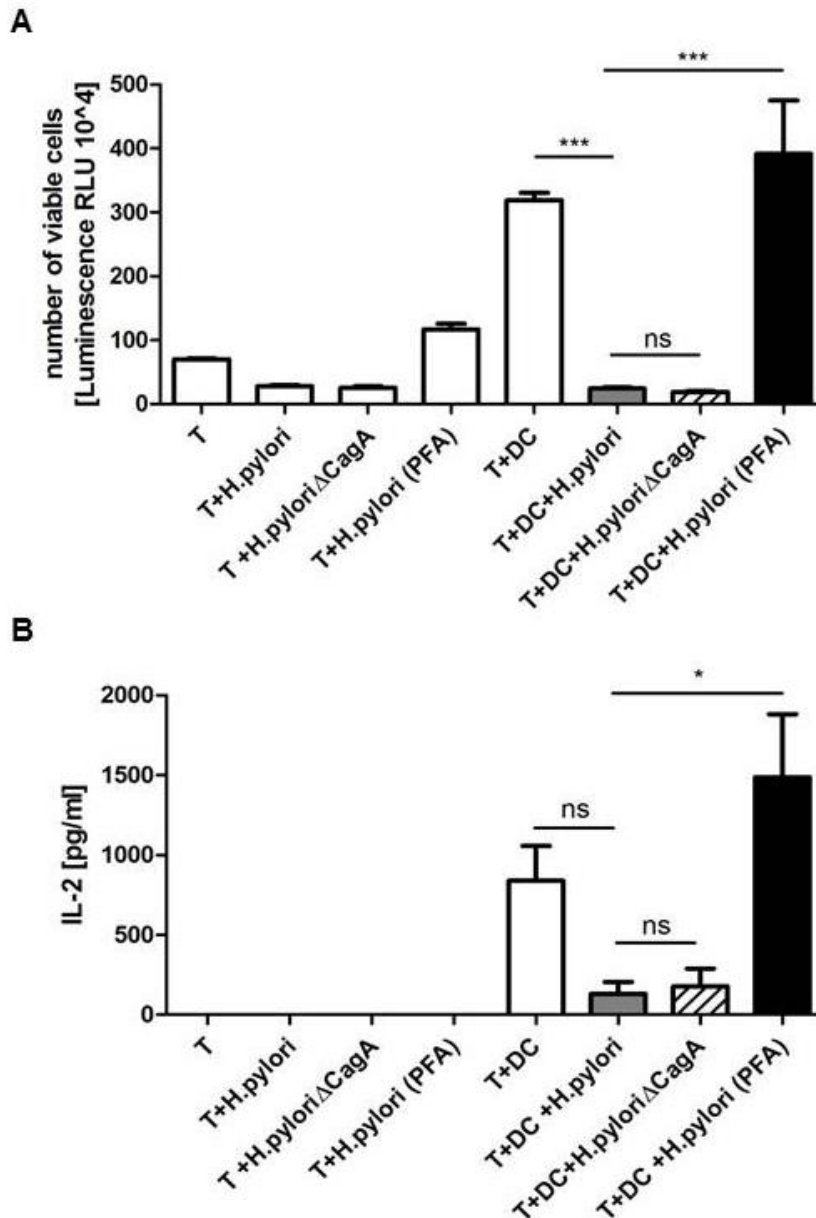 A
number of viable cells
[Luminescence RLU 10^4]
500
400
300
200
100
0
***
***
ns
T
T+H.pylori
T +H.pylori∆CagA
T+H.pylori (PFA)
T+DC
T+DC+H.pylori
T+DC+H.pylori∆CagA
T+DC+H.pylori (PFA)
B
IL-2 [pg/ml]
2000
1500
1000
500
0
*
ns
ns
T
T+H.pylori
T +H.pylori∆CagA
T+H.pylori (PFA)
T+DC
T+DC +H.pylori
T+DC+H.pylori∆CagA
T+DC +H.pylori (PFA)